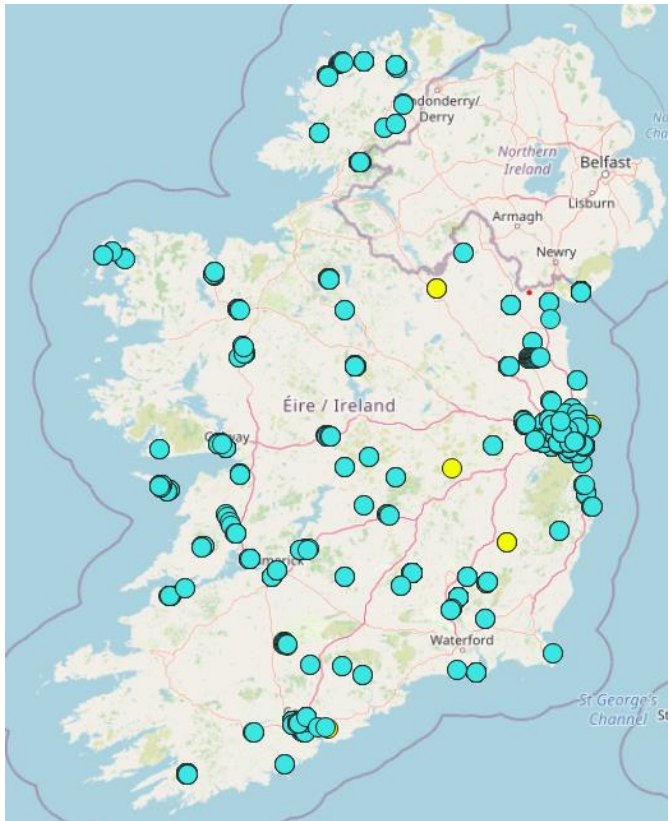 Londonderry/
Derry
Northern
Ireland
Belfast
Lisburn
Armagh
Newry
Éire / Ireland
Waterford
St George's
Channel